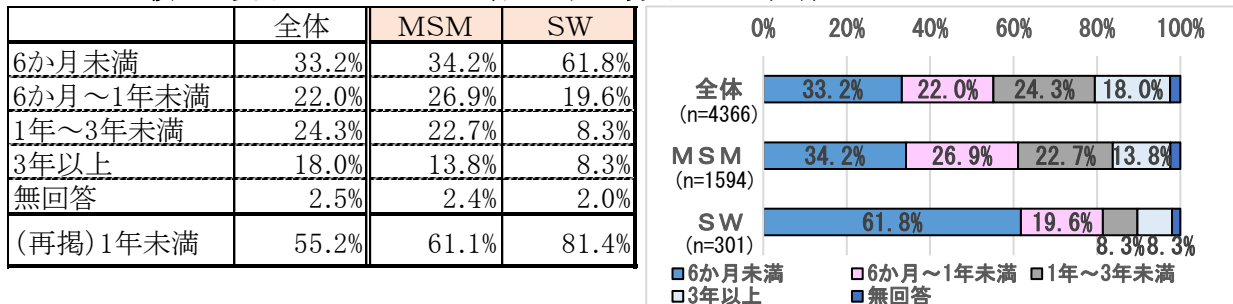 全体 MSM SW
6か月未満 33.2% 34.2% 61.8%
6か月～1年未満 22.0% 26.9% 19.6%
1年～3年未満 24.3% 22.7% 8.3%
3年以上 18.0% 13.8% 8.3%
無回答 2.5% 2.4% 2.0%
(再掲)1年未満 55.2% 61.1% 81.4%
0% 20% 40% 60% 80% 100%
全体 33.2% 22.0% 24.3% 18.0%
(n=4366)
MSM 34.2% 26.9% 22.7% 13.8%
(n=1594)
SW 61.8% 19.6%
(n=301) 8.3% 8.3%
6か月未満 6か月～1年未満 1年～3年未満
3年以上 無回答